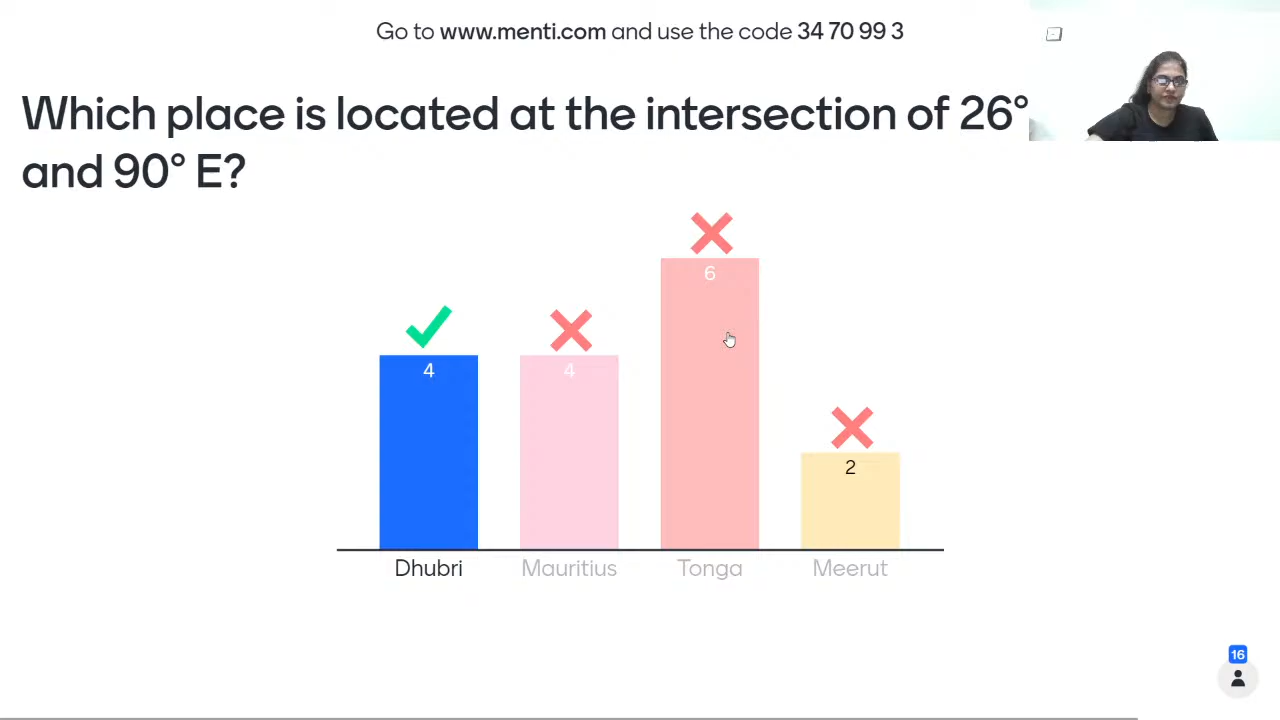 Go to www.menti.com and use the code 34 70 99 3
Which place is located at the intersection of 26°
and 90° E?
6
4
4
2
Dhubri
Mauritius
Tonga
Meerut
16